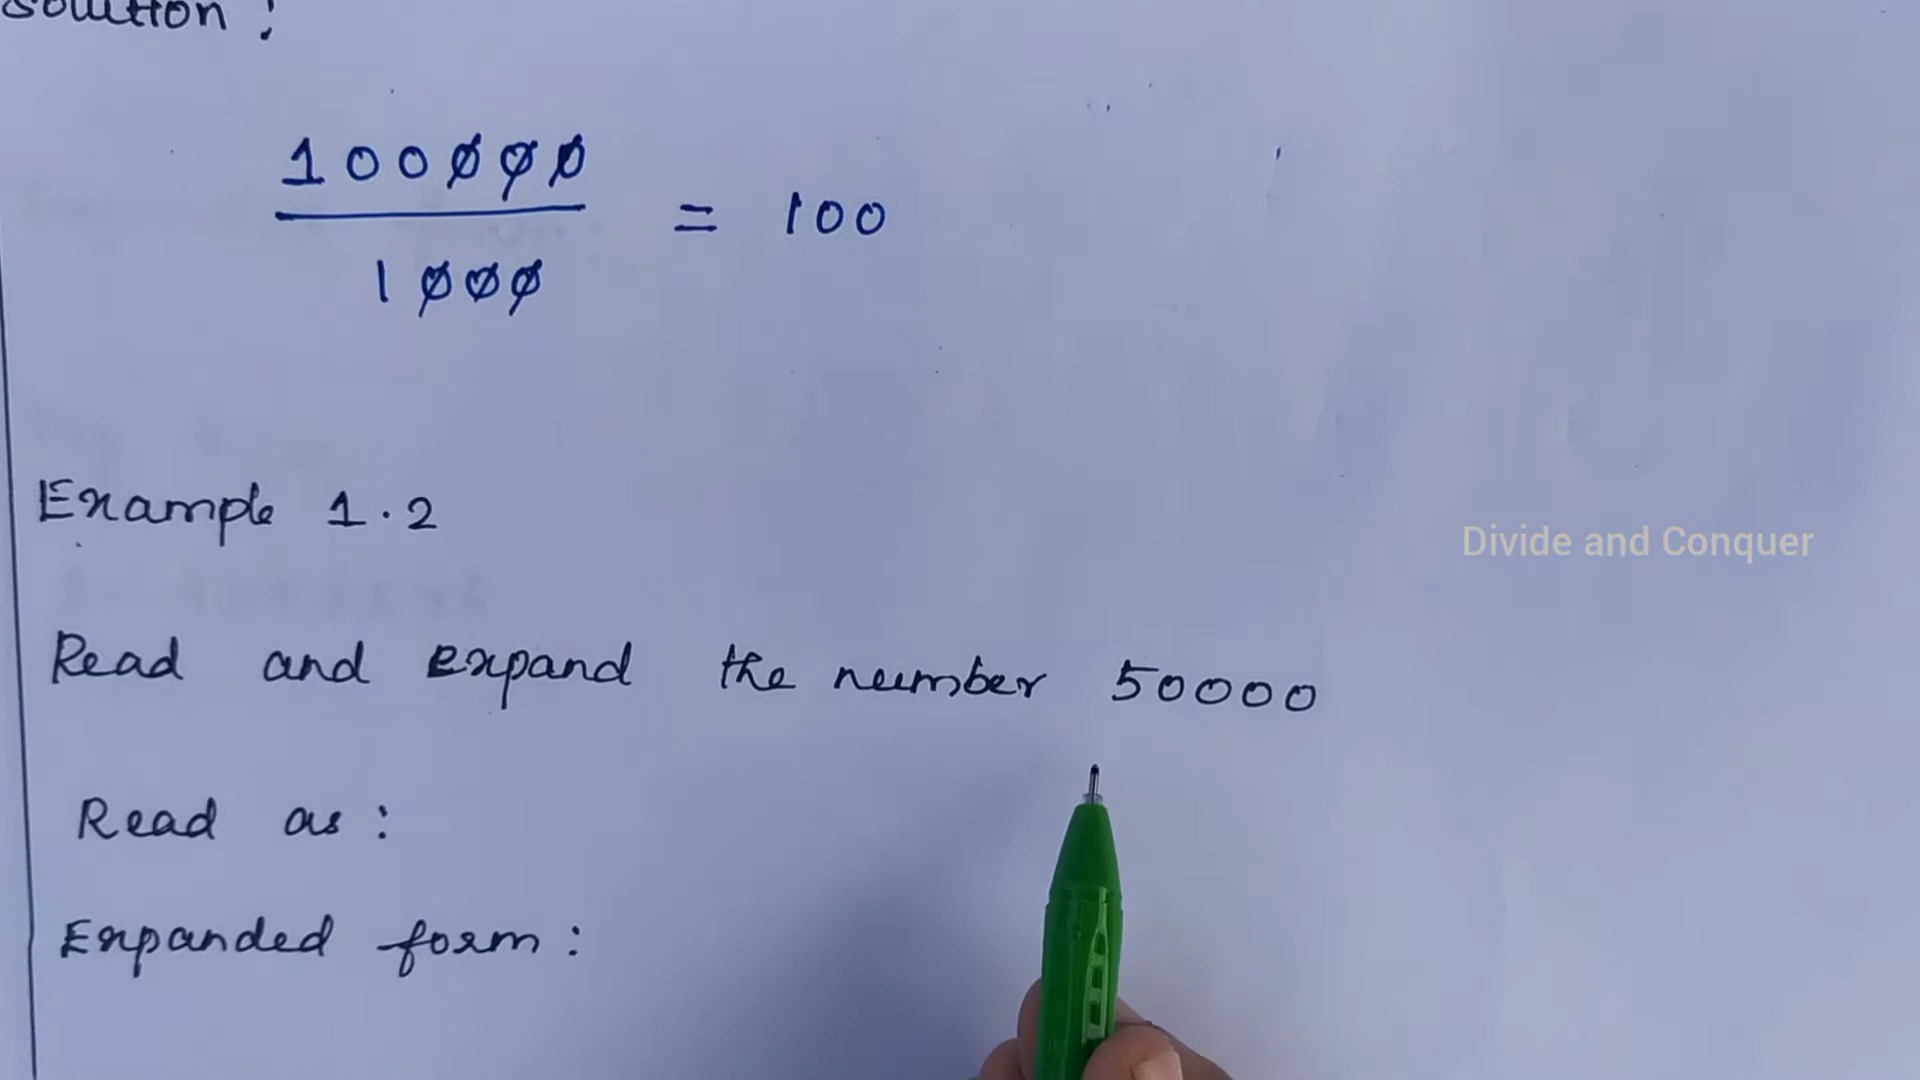 Solution :
100000
1000
= 100
Example 1.2
Divide and Conquer
Read and expand the number 50000
Read as :
Expanded form :